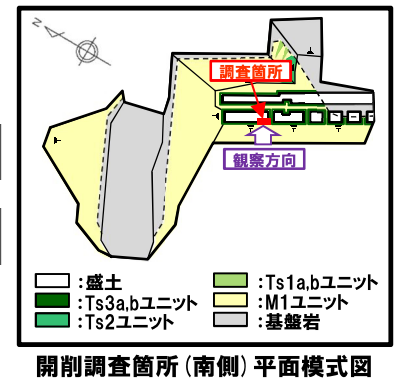 N
調査箇所
観察方向
:盛土
:Ts1a,bユニット
:Ts3a,bユニット
:M1ユニット
:Ts2ユニット
:基盤岩
開削調査箇所(南側)平面模式図